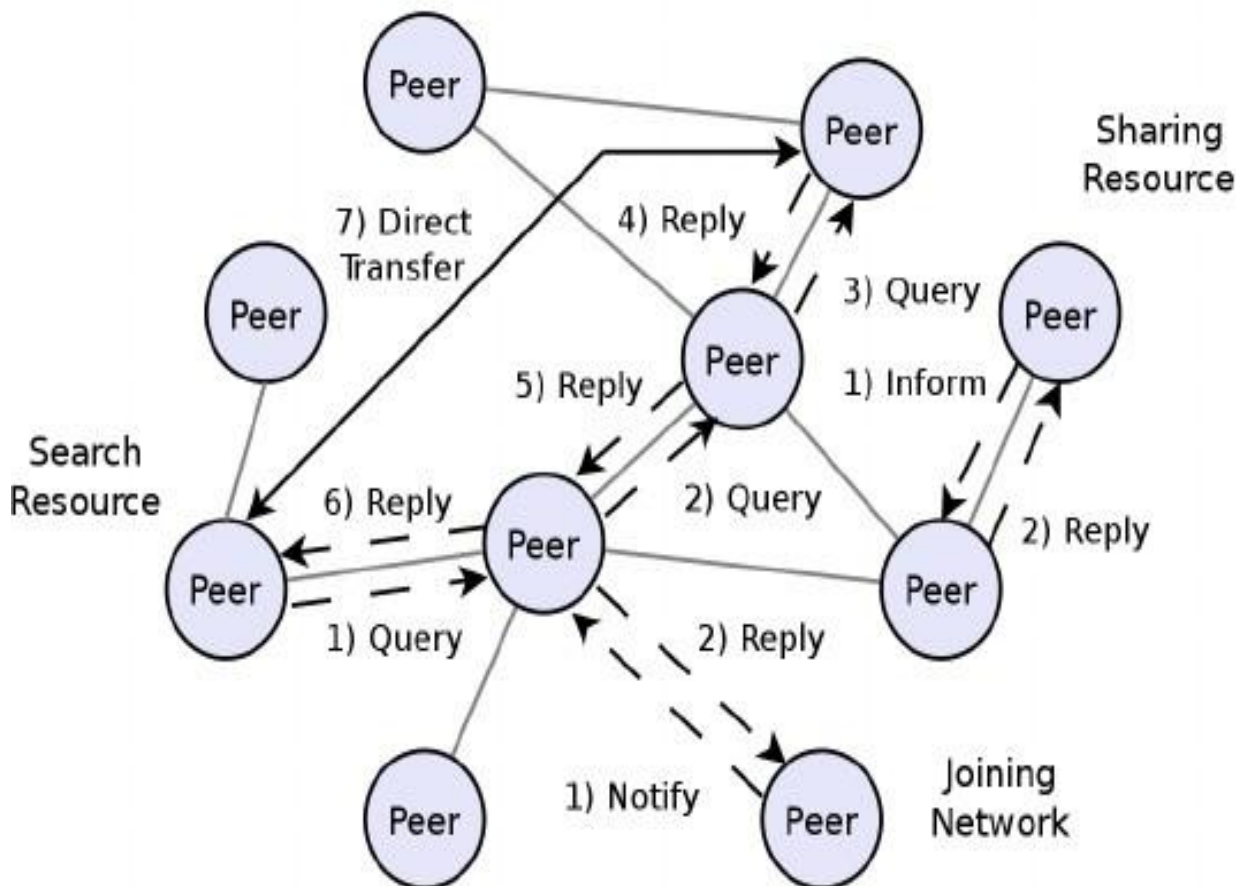 Peer
Peer
Sharing
Resource
7) Direct
Transfer
4) Reply
Peer
3) Query
Peer
Peer
5) Reply
1) Inform
Search
Resource
6) Reply
2) Query
Peer
2) Reply
Peer
Peer
1) Query
2) Reply
1) Notify
Joining
Network
Peer
Peer